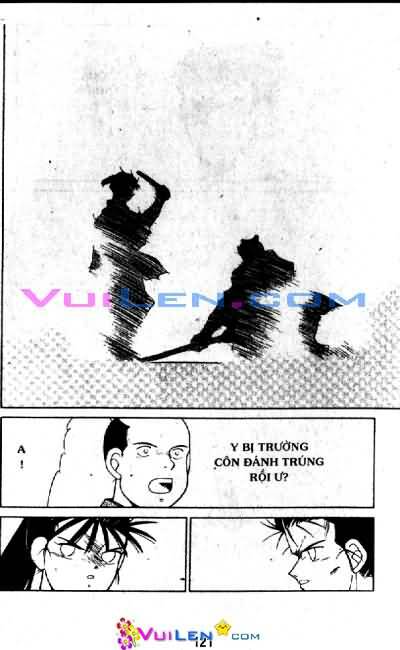 VUILEN.COM
A
!
Y BỊ TRƯỜNG
CÔN ĐÁNH TRÚNG
RỒI Ư?
VUILEN
.COM
121